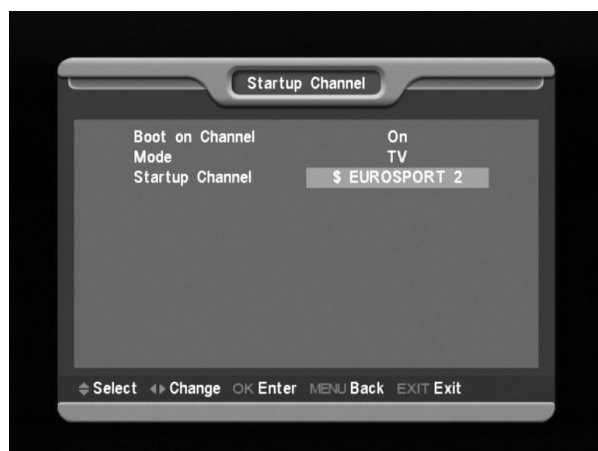 Startup Channel
Boot on Channel On
Mode TV
Startup Channel $ EUROSPORT 2
Select Change OK Enter MENU Back EXIT Exit